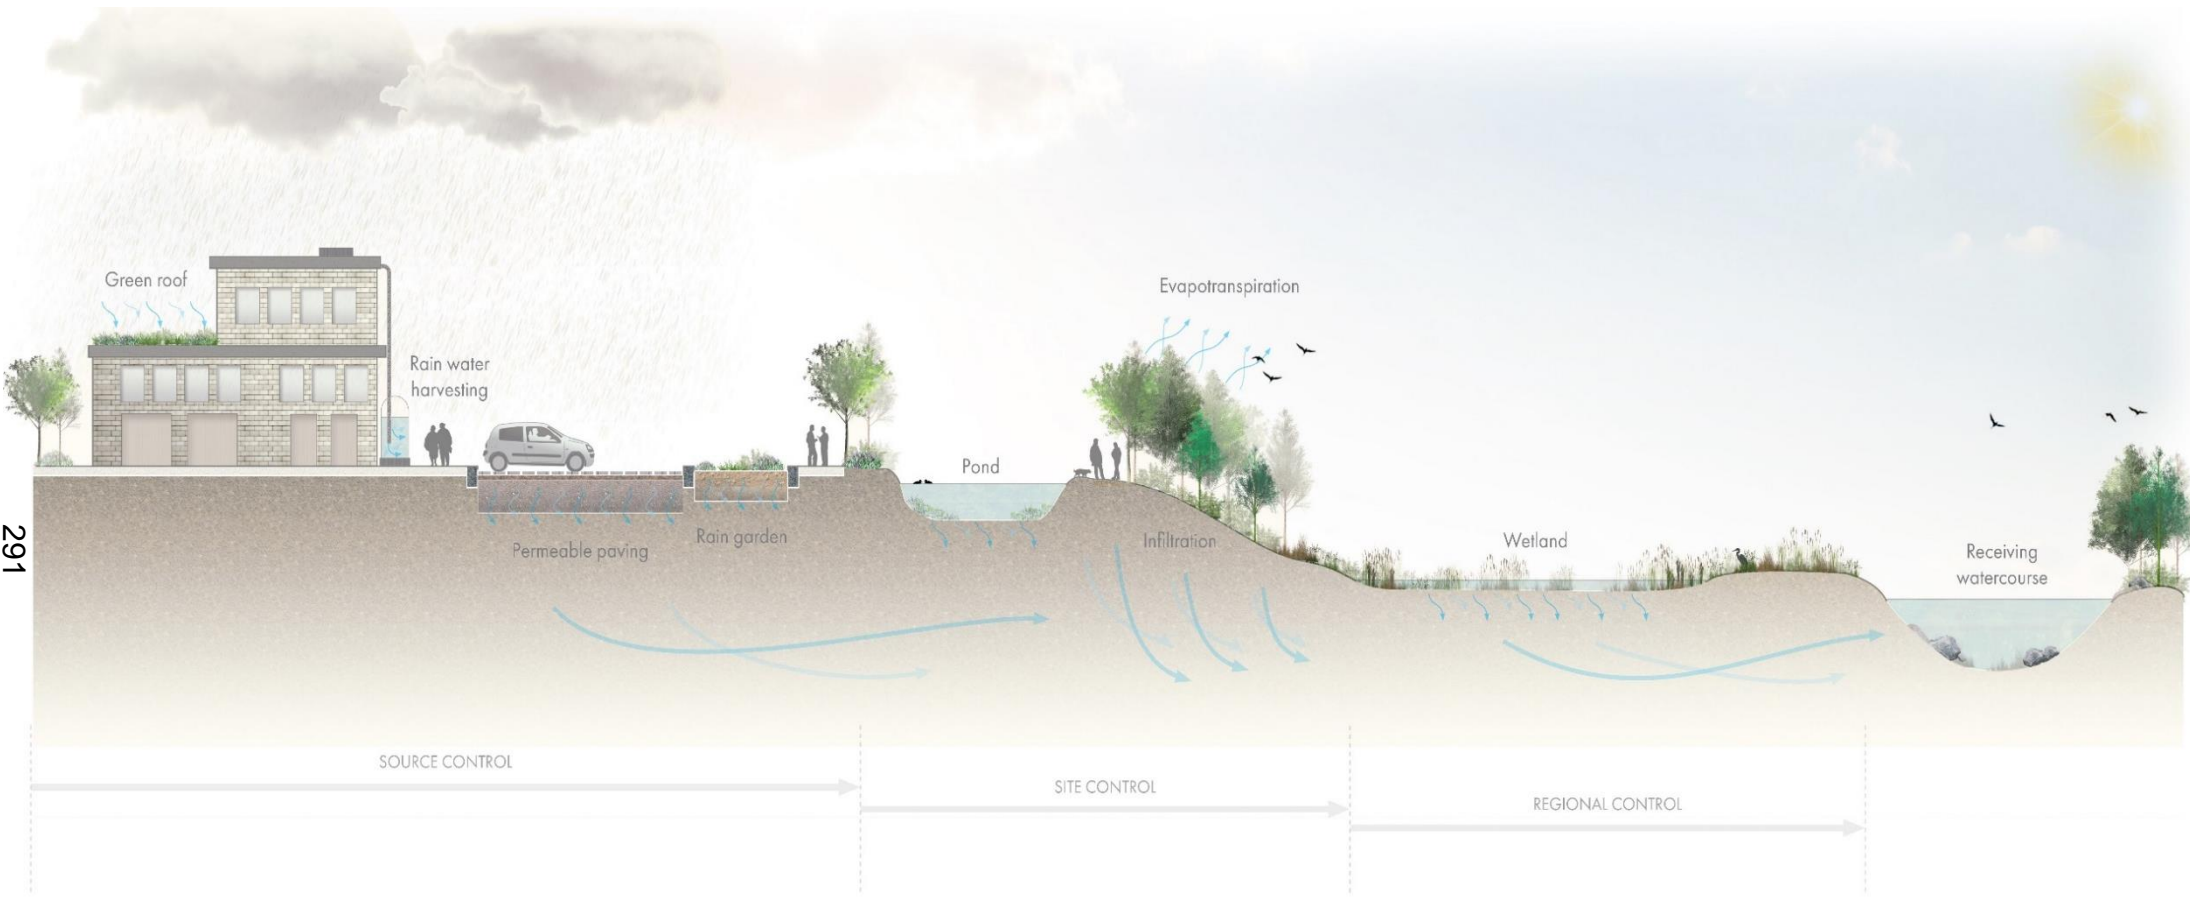 Green roof
Rain water
harvesting
Evapotranspiration
Pond
Permeable paving
Rain garden
Infiltration
Wetland
Receiving
watercourse
291
SOURCE CONTROL
SITE CONTROL
REGIONAL CONTROL